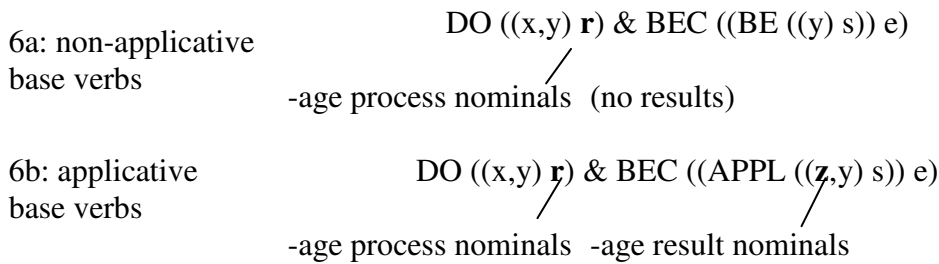 6a: non-applicative
base verbs
DO ((x,y) r) & BEC ((BE ((y) s)) e)
-age process nominals (no results)
6b: applicative
base verbs
DO ((x,y) r) & BEC ((APPL ((z,y) s)) e)
-age process nominals -age result nominals